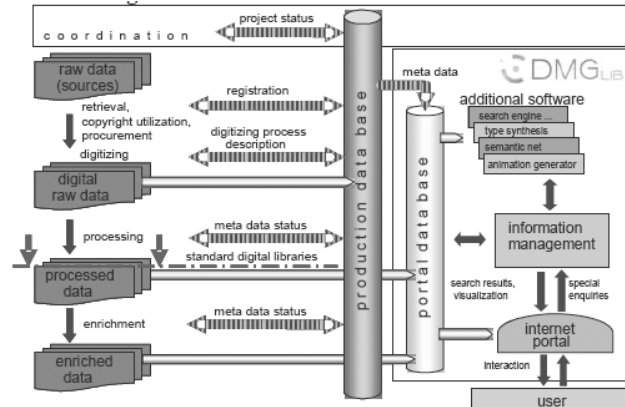 project status
coordination
raw data
(sources)
registration
retrieval,
copyright utilization,
procurement
digitizing
digitizing process
description
digital
raw data
processing
meta data status
standard digital libraries
processed
data
enrichment
meta data status
enriched
data
production data base
meta data
portal data base
DMG LIB
additional software
search engine ...
type synthesis
semantic net
animation generator
information
management
search results,
visualization
special
enquiries
internet
portal
interaction
user